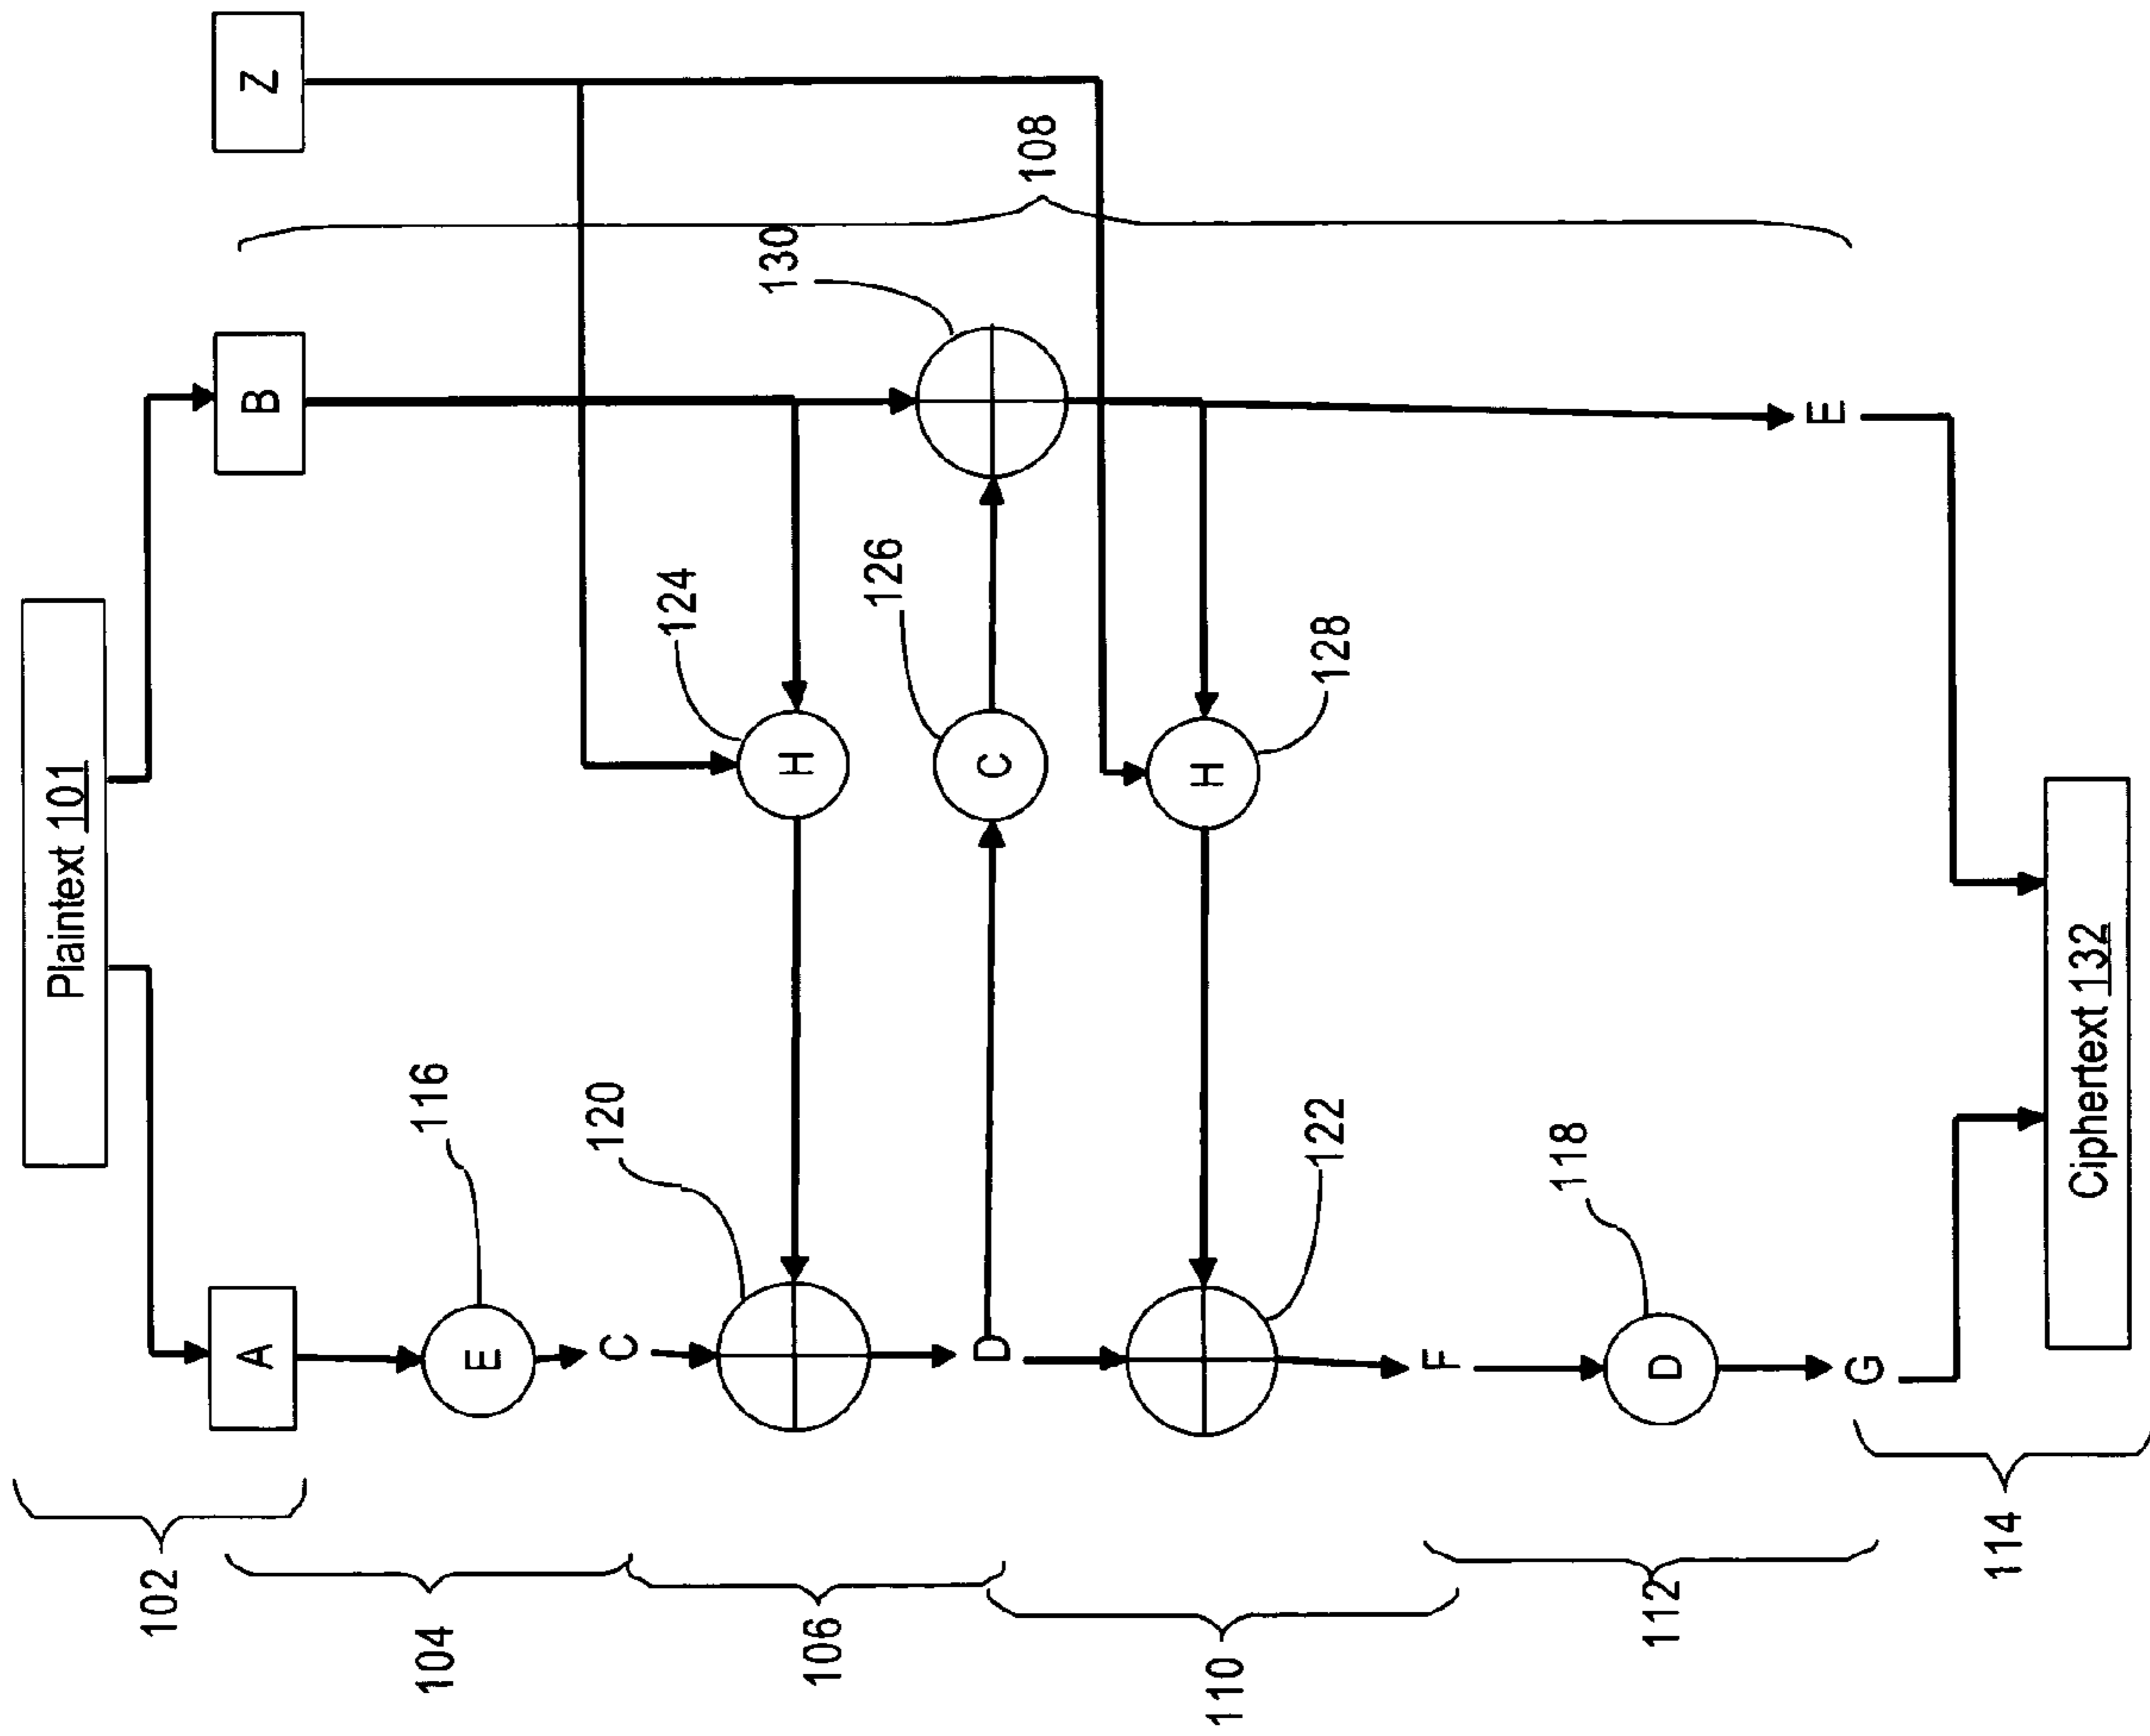 Plaintext 101
A
B
Z
102
E
116
C
104
120
H
124
130
108
106
D
C
126
H
128
122
110
F
D
118
112
G
E
114
Ciphertext 132